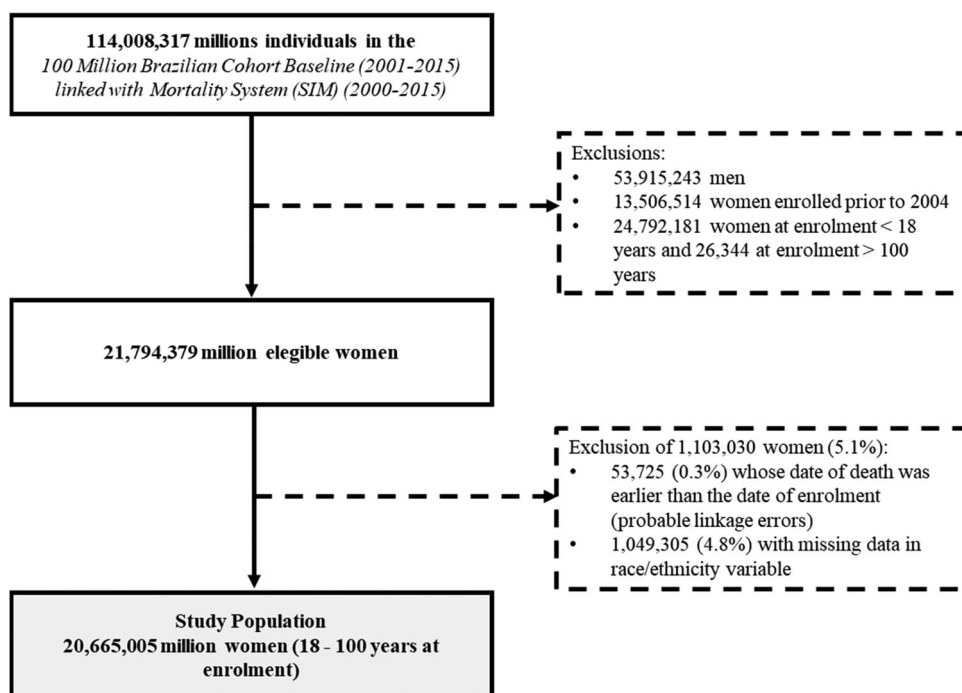 114,008,317 millions individuals in the
100 Million Brazilian Cohort Baseline (2001-2015)
linked with Mortality System (SIM) (2000-2015)
Exclusions:
• 53,915,243 men
• 13,506,514 women enrolled prior to 2004
• 24,792,181 women at enrolment < 18
years and 26,344 at enrolment > 100
years
21,794,379 million elegible women
Exclusion of 1,103,030 women (5.1%):
• 53,725 (0.3%) whose date of death was
earlier than the date of enrolment
(probable linkage errors)
• 1,049,305 (4.8%) with missing data in
race/ethnicity variable
Study Population
20,665,005 million women (18 - 100 years at
enrolment)